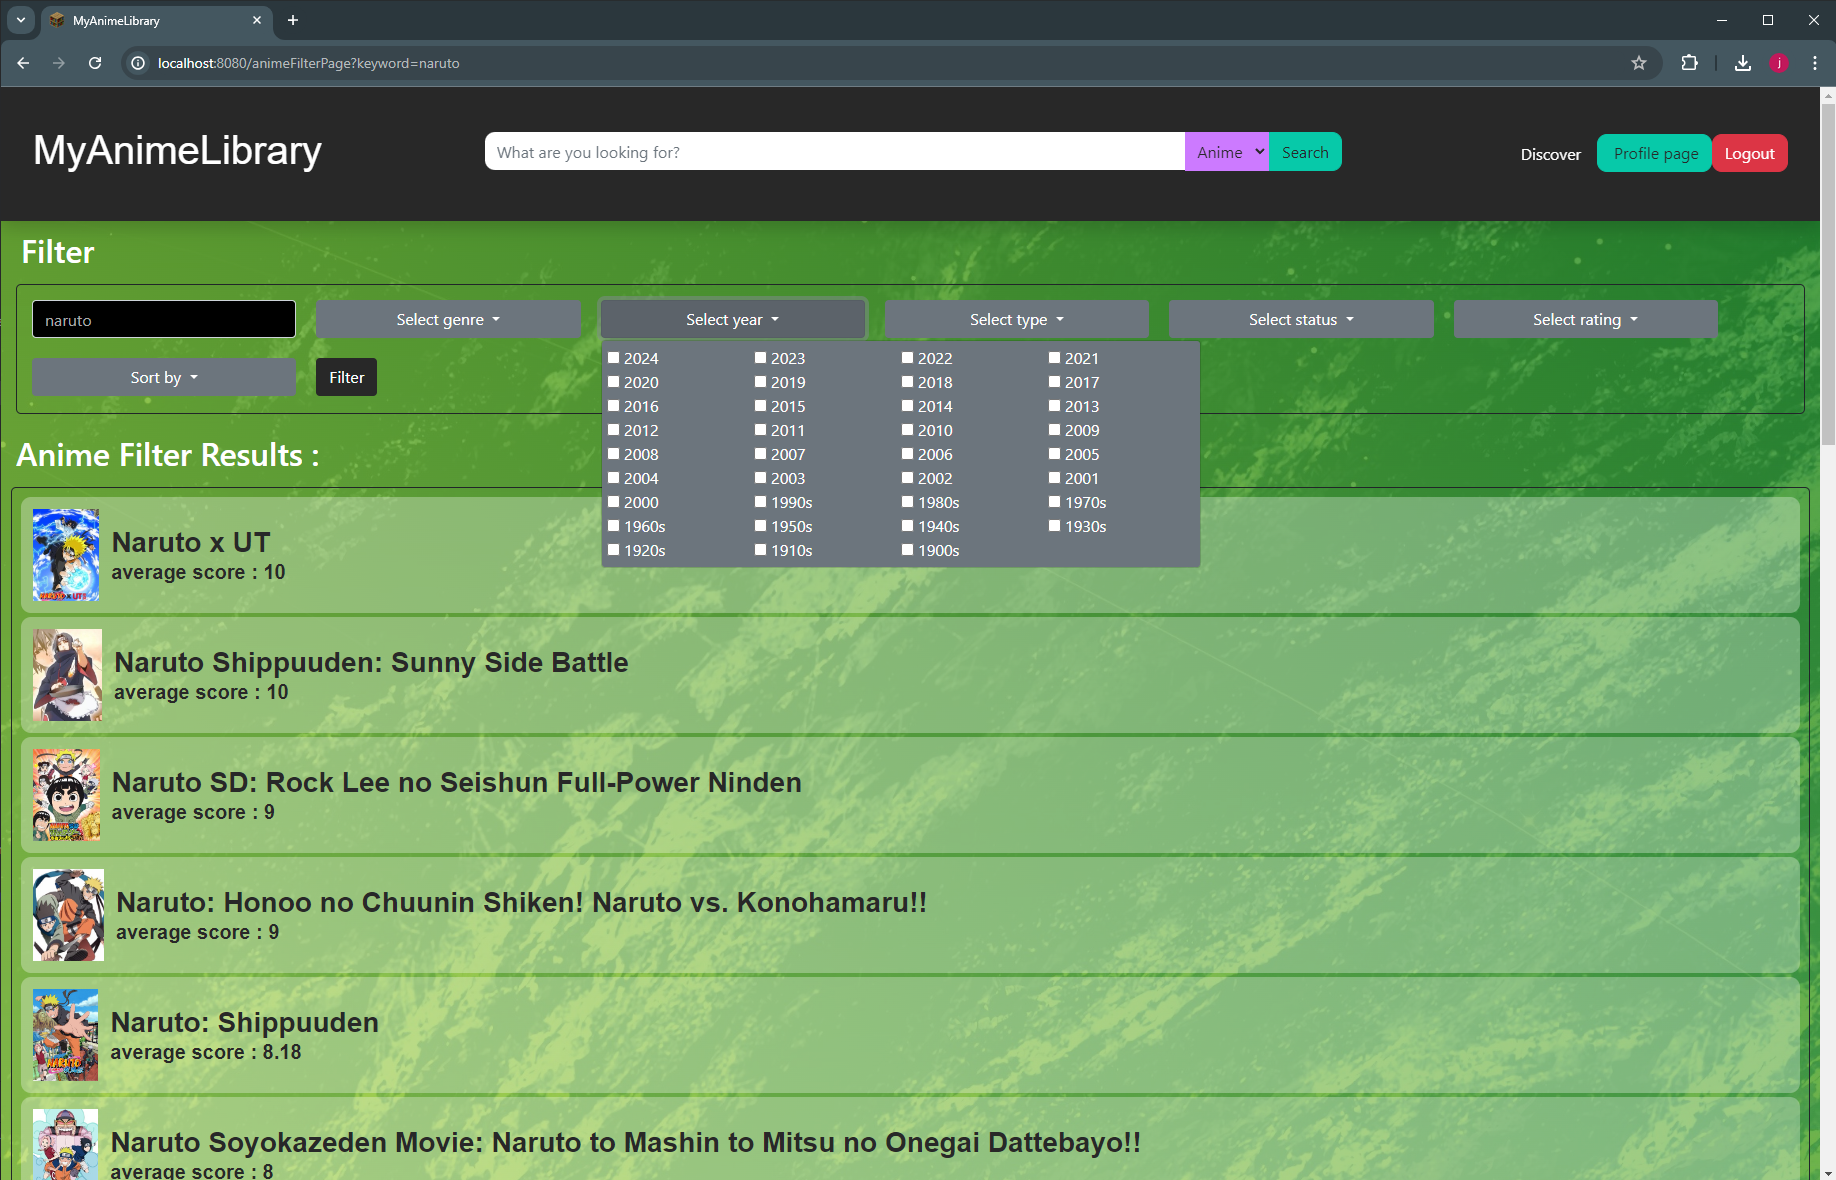 MyAnimeLibrary
localhost:8080/animeFilterPage?keyword=naruto
j
MyAnimeLibrary
What are you looking for?
Anime
Search
Discover
Profile page
Logout
Filter
naruto
Select genre
Select year
Select type
Select status
Select rating
Sort by
Filter
2024 2023 2022 2021
2020 2019 2018 2017
2016 2015 2014 2013
2012 2011 2010 2009
2008 2007 2006 2005
2004 2003 2002 2001
2000 1990s 1980s 1970s
1960s 1950s 1940s 1930s
1920s 1910s 1900s
Anime Filter Results :
Naruto x UT
average score : 10
Naruto Shippuuden: Sunny Side Battle
average score : 10
Naruto SD: Rock Lee no Seishun Full-Power Ninden
average score : 9
Naruto: Honoo no Chuunin Shiken! Naruto vs. Konohamaru!!
average score : 9
Naruto: Shippuuden
average score : 8.18
Naruto Soyokazeden Movie: Naruto to Mashin to Mitsu no Onegai Dattebayo!!
average score : 8